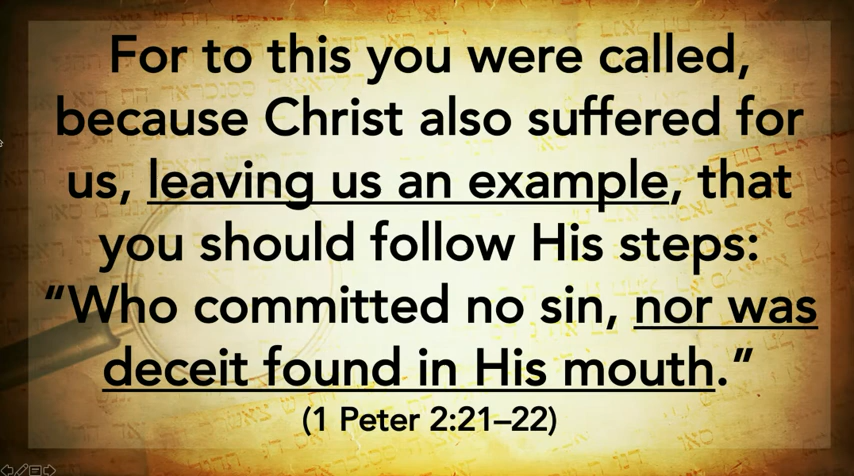 For to this you were called,
because Christ also suffered for
us, leaving us an example, that
you should follow His steps:
“Who committed no sin, nor was
deceit found in His mouth.”
(1 Peter 2:21–22)